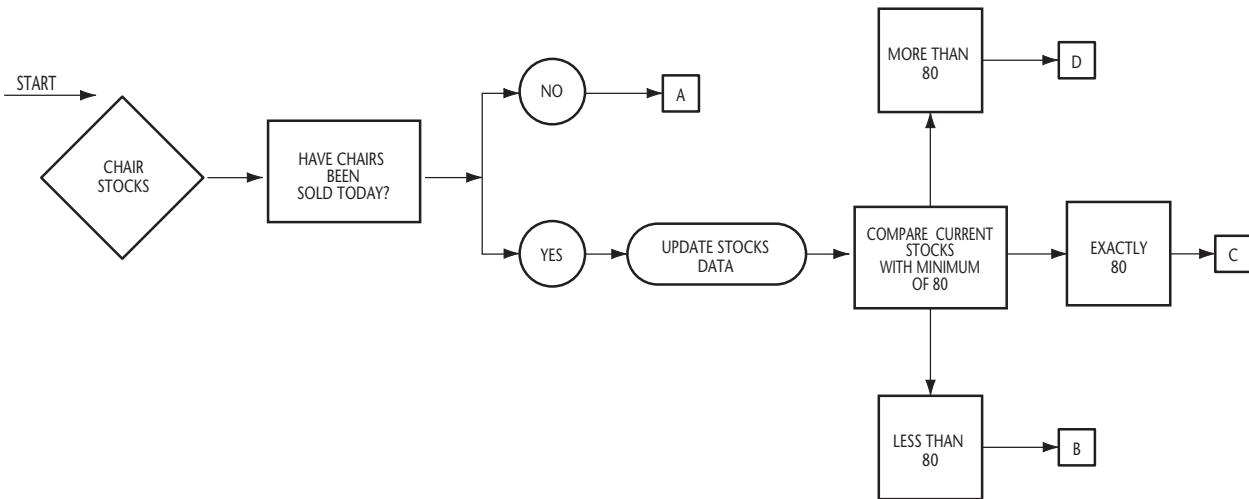 START
CHAIR
STOCKS
HAVE CHAIRS
BEEN
SOLD TODAY?
NO
A
YES
UPDATE STOCKS
DATA
COMPARE CURRENT
STOCKS
WITH MINIMUM
OF 80
MORE THAN
80
D
EXACTLY
80
C
LESS THAN
80
B